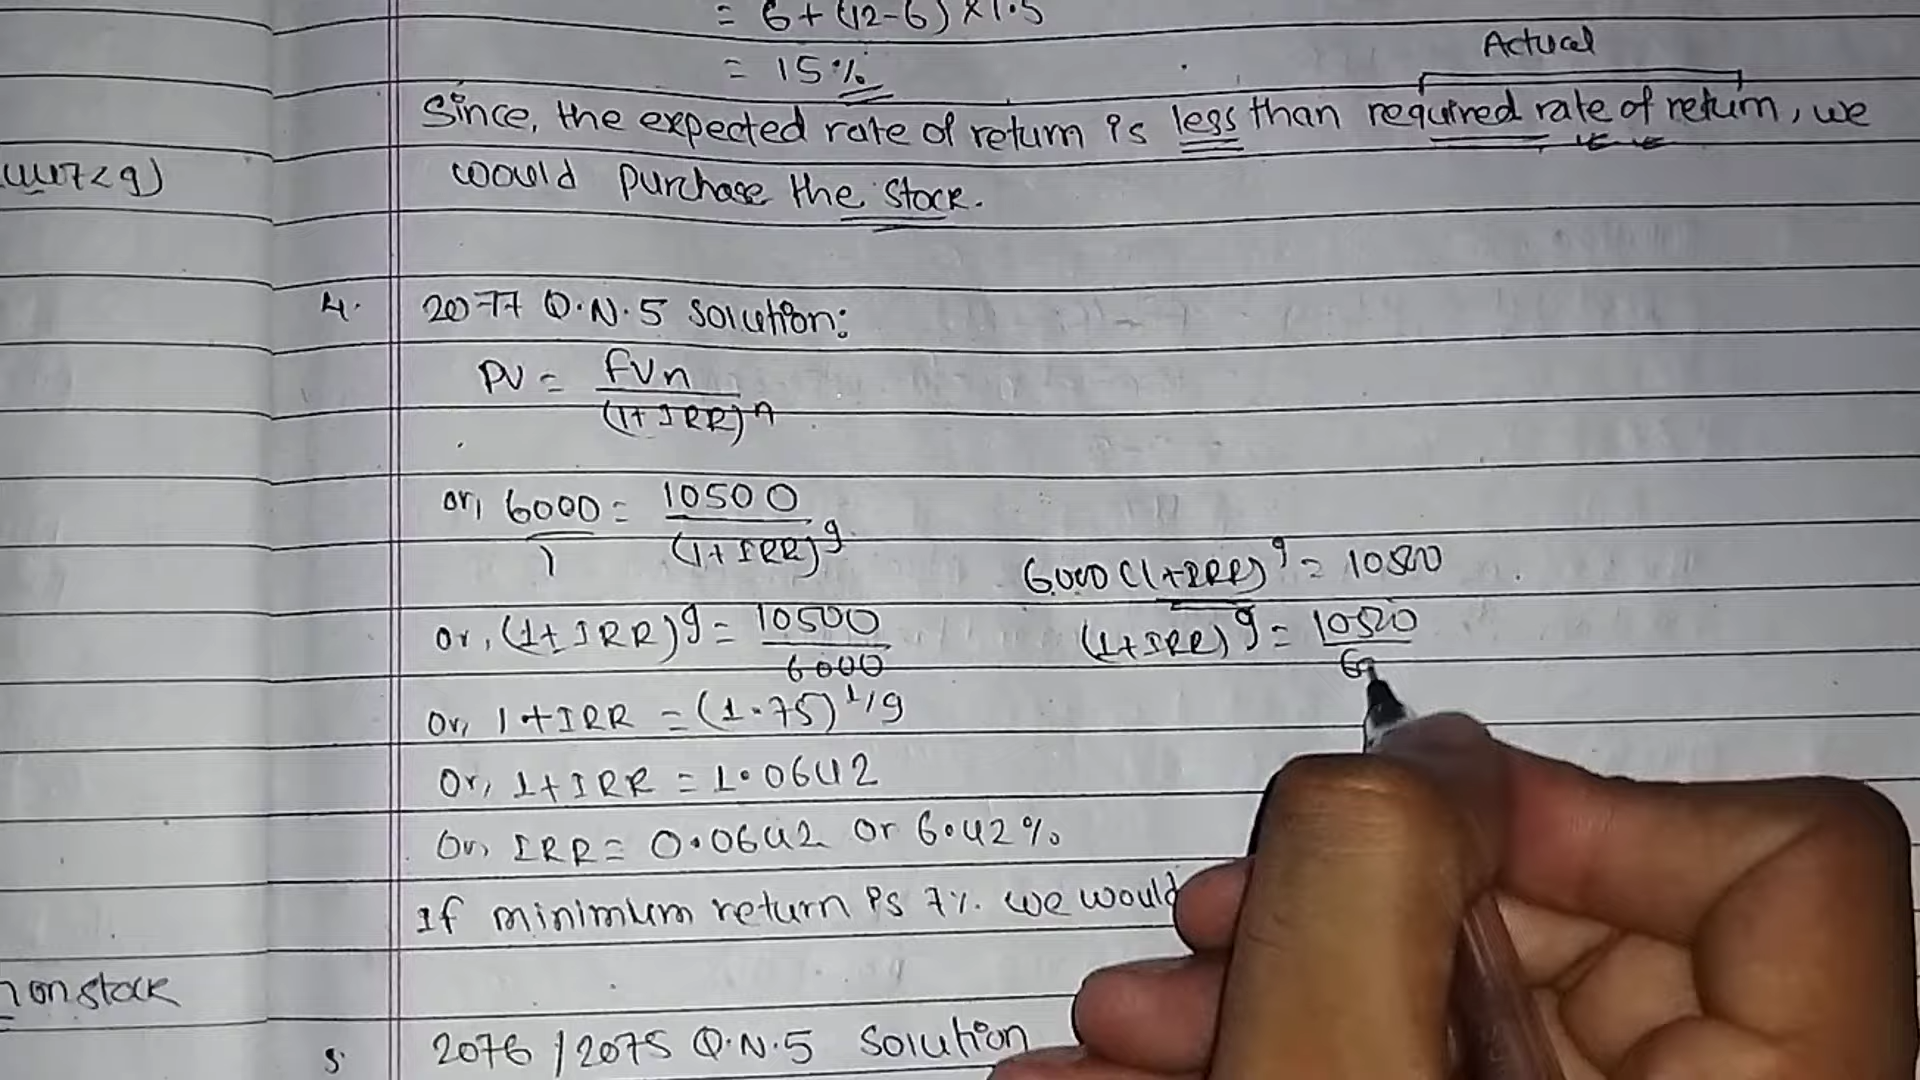 = 6 + (12-6) × 1.5
= 15%
Actual
Since, the expected rate of return is less than required rate of return, we
would purchase the stock.
4. 2077 Q.N.5 Solution:
PV = FVn / (1+IRR)^n
or, 6000/1 = 10500 / (1+IRR)^9
6000 (1+IRR)^9 = 10500
or, (1+IRR)^9 = 10500 / 6000
(1+IRR)^9 = 10500 / 60
Or, 1+IRR = (1.75)^1/9
Or, 1+IRR = 1.0642
Or, IRR = 0.0642 or 6.42%
If minimum return is 7% we would
on stock
5. 2076 / 2075 Q.N.5 Solution